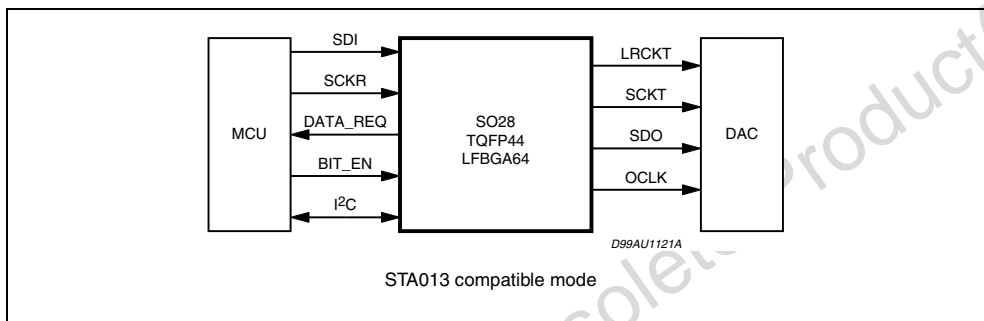 SDI
SCKR
DATA_REQ
BIT_EN
I²C
MCU
SO28
TQFP44
LFBGA64
LRCKT
SCKT
SDO
OCLK
DAC
D99AU1121A
STA013 compatible mode